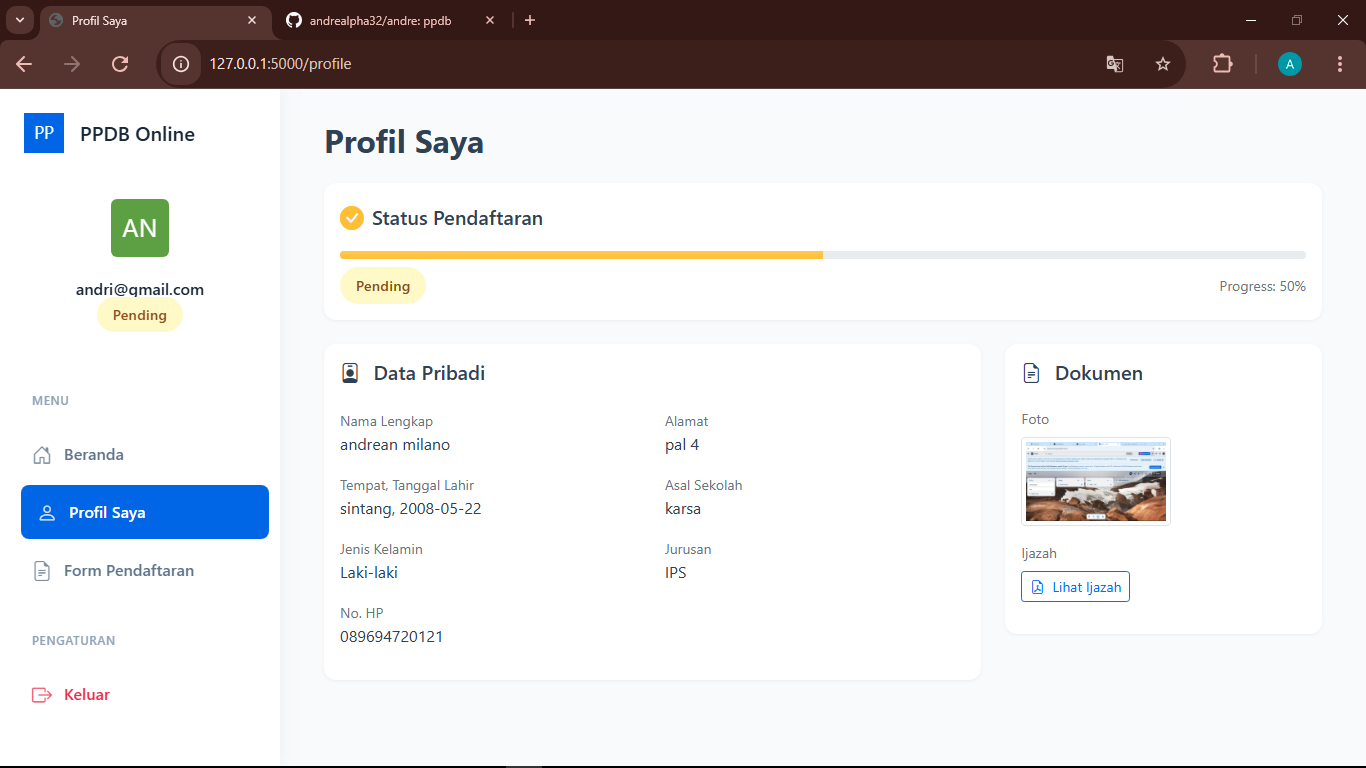 Profil Saya
andrealpha32/andre: ppdb
127.0.0.1:5000/profile
A
PP
PPDB Online
AN
andri@gmail.com
Pending
MENU
Beranda
Profil Saya
Form Pendaftaran
PENGATURAN
Keluar
Profil Saya
Status Pendaftaran
Pending
Progress: 50%
Data Pribadi
Nama Lengkap
andrean milano
Alamat
pal 4
Tempat, Tanggal Lahir
sintang, 2008-05-22
Asal Sekolah
karsa
Jenis Kelamin
Laki-laki
Jurusan
IPS
No. HP
089694720121
Dokumen
Foto
Ijazah
Lihat Ijazah